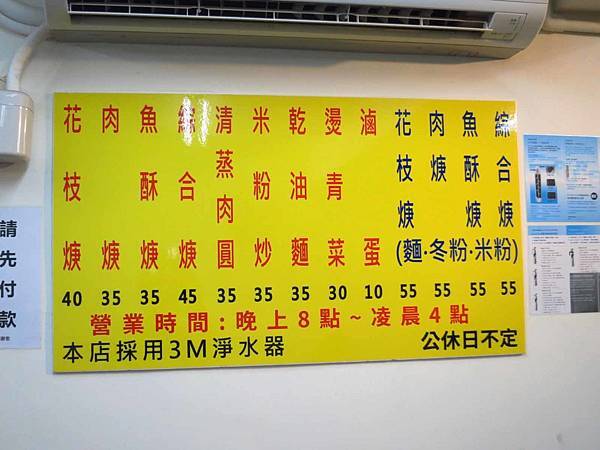 花枝焿 40
肉焿 35
魚酥焿 35
綜合焿 45
清蒸肉圓 35
米粉炒 35
乾油麵 35
燙青菜 30
滷蛋 10
花枝焿 55
肉焿 55
魚酥焿 55
綜合焿 55
(麵·冬粉·米粉)
營業時間:晚上8點~凌晨4點
本店採用3M淨水器
公休日不定
請先付款